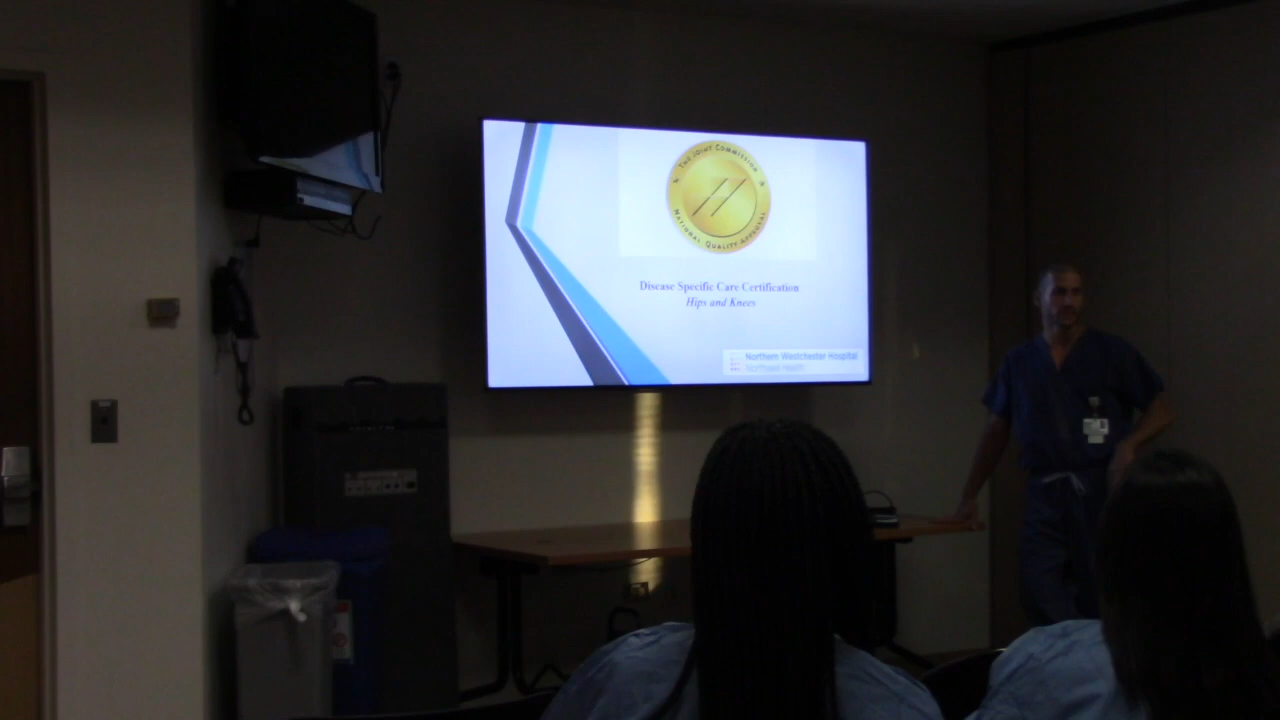 THE JOINT COMMISSION
NATIONAL QUALITY APPROVAL
Disease Specific Care Certification
Hips and Knees
Northern Westchester Hospital
Northwell Health